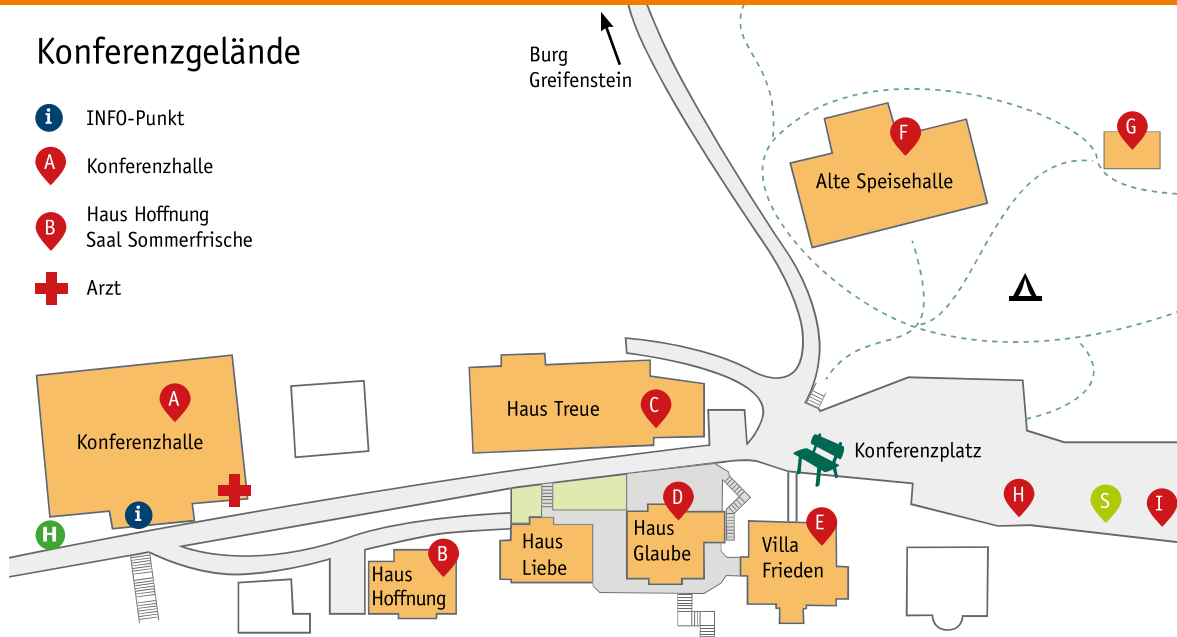 Konferenzgelände
i INFO-Punkt
A Konferenzhalle
B Haus Hoffnung
Saal Sommerfrische
Arzt
Burg
Greifenstein
F
Alte Speisehalle
G
A
Konferenzhalle
i
H
Haus Treue
C
Konferenzplatz
H
S
I
D
Haus
Glaube
E
Villa
Frieden
Haus
Liebe
B
Haus
Hoffnung